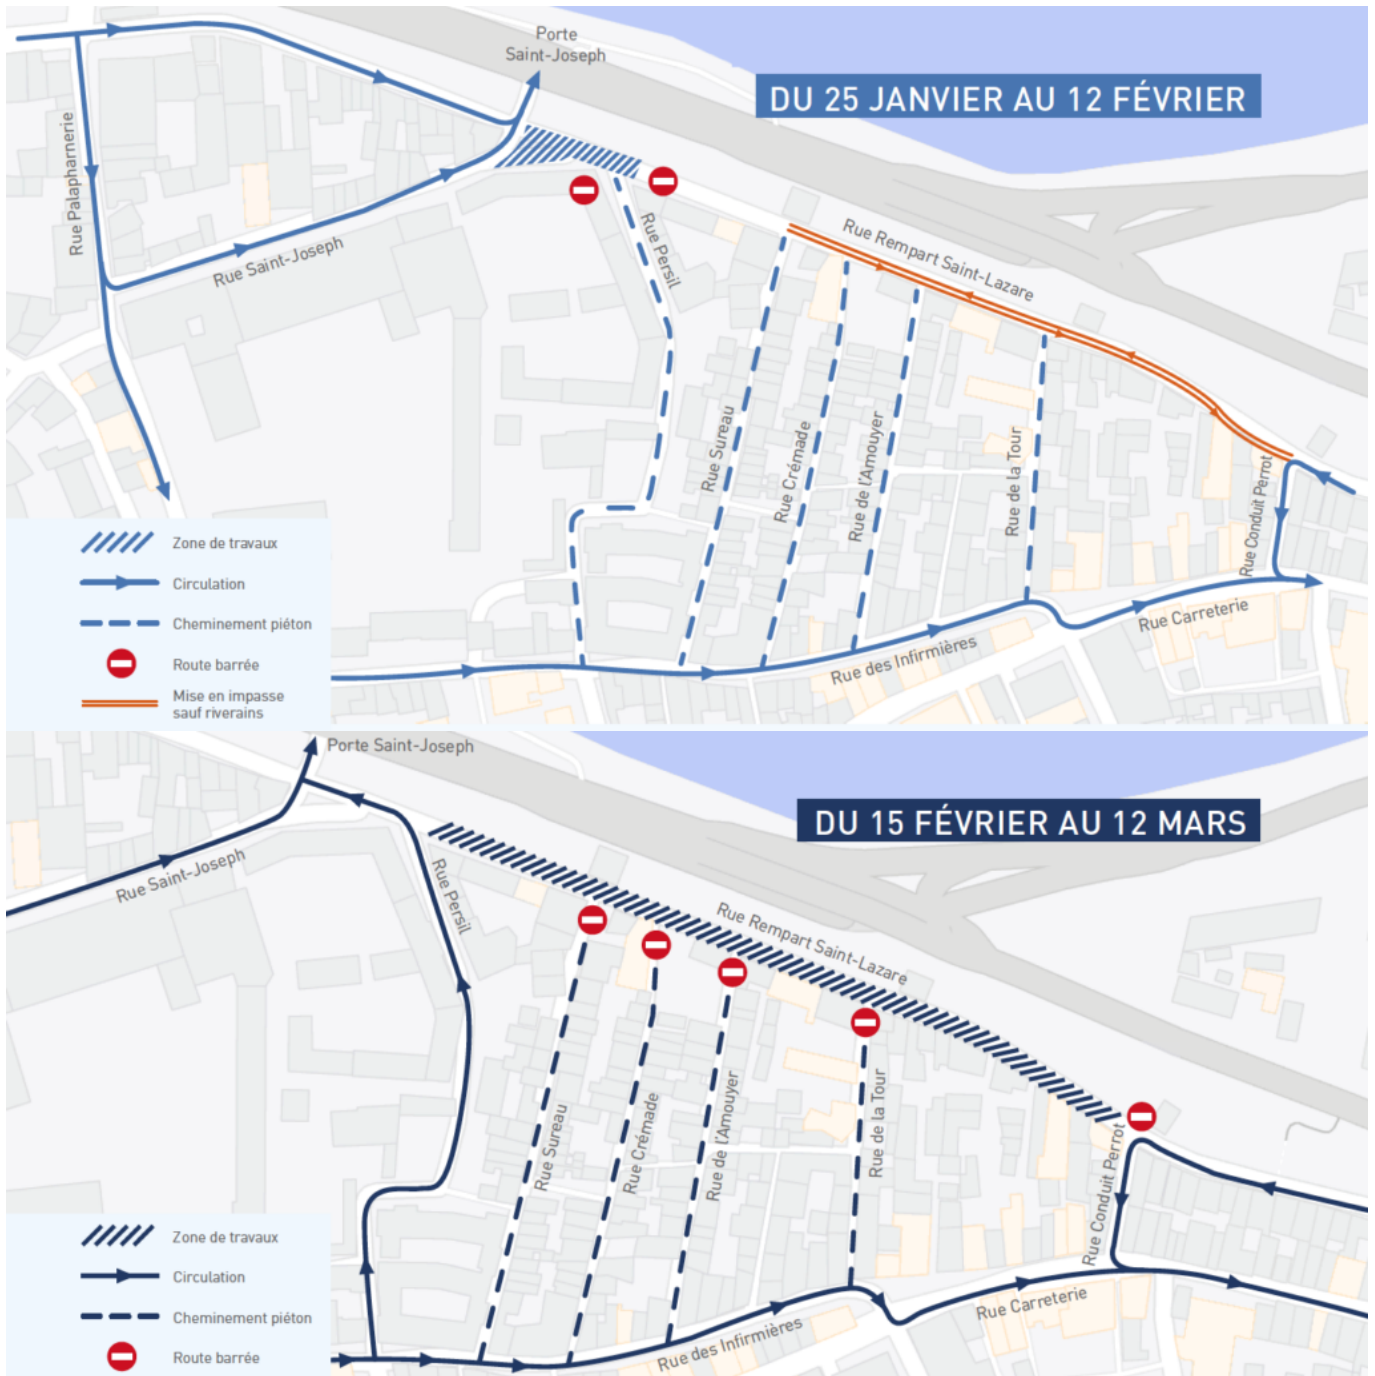 Porte
Saint-Joseph
DU 25 JANVIER AU 12 FÉVRIER
Rue Palapharnerie
Rue Saint-Joseph
Rue Persil
Rue Rempart Saint-Lazare
Rue Sureau
Rue Crémade
Rue de l'Amouyer
Rue de la Tour
Rue Conduit Perrot
Rue Carreterie
Rue des Infirmières
Zone de travaux
Circulation
Cheminement piéton
Route barrée
Mise en impasse
sauf riverains
Porte Saint-Joseph
DU 15 FÉVRIER AU 12 MARS
Rue Saint-Joseph
Rue Persil
Rue Rempart Saint-Lazare
Rue Sureau
Rue Crémade
Rue de l'Amouyer
Rue de la Tour
Rue Conduit Perrot
Rue Carreterie
Rue des Infirmières
Zone de travaux
Circulation
Cheminement piéton
Route barrée